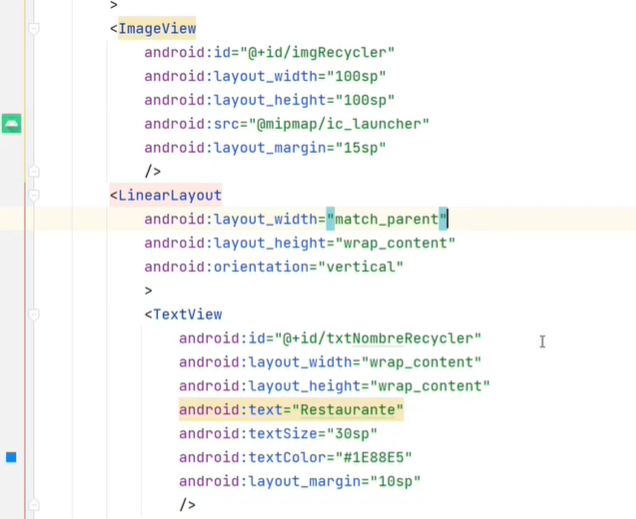 >
<ImageView
android:id="@+id/imgRecycler"
android:layout_width="100sp"
android:layout_height="100sp"
android:src="@mipmap/ic_launcher"
android:layout_margin="15sp"
/>
<LinearLayout
android:layout_width="match_parent"
android:layout_height="wrap_content"
android:orientation="vertical"
>
<TextView
android:id="@+id/txtNombreRecycler"
android:layout_width="wrap_content"
android:layout_height="wrap_content"
android:text="Restaurante"
android:textSize="30sp"
android:textColor="#1E88E5"
android:layout_margin="10sp"
/>